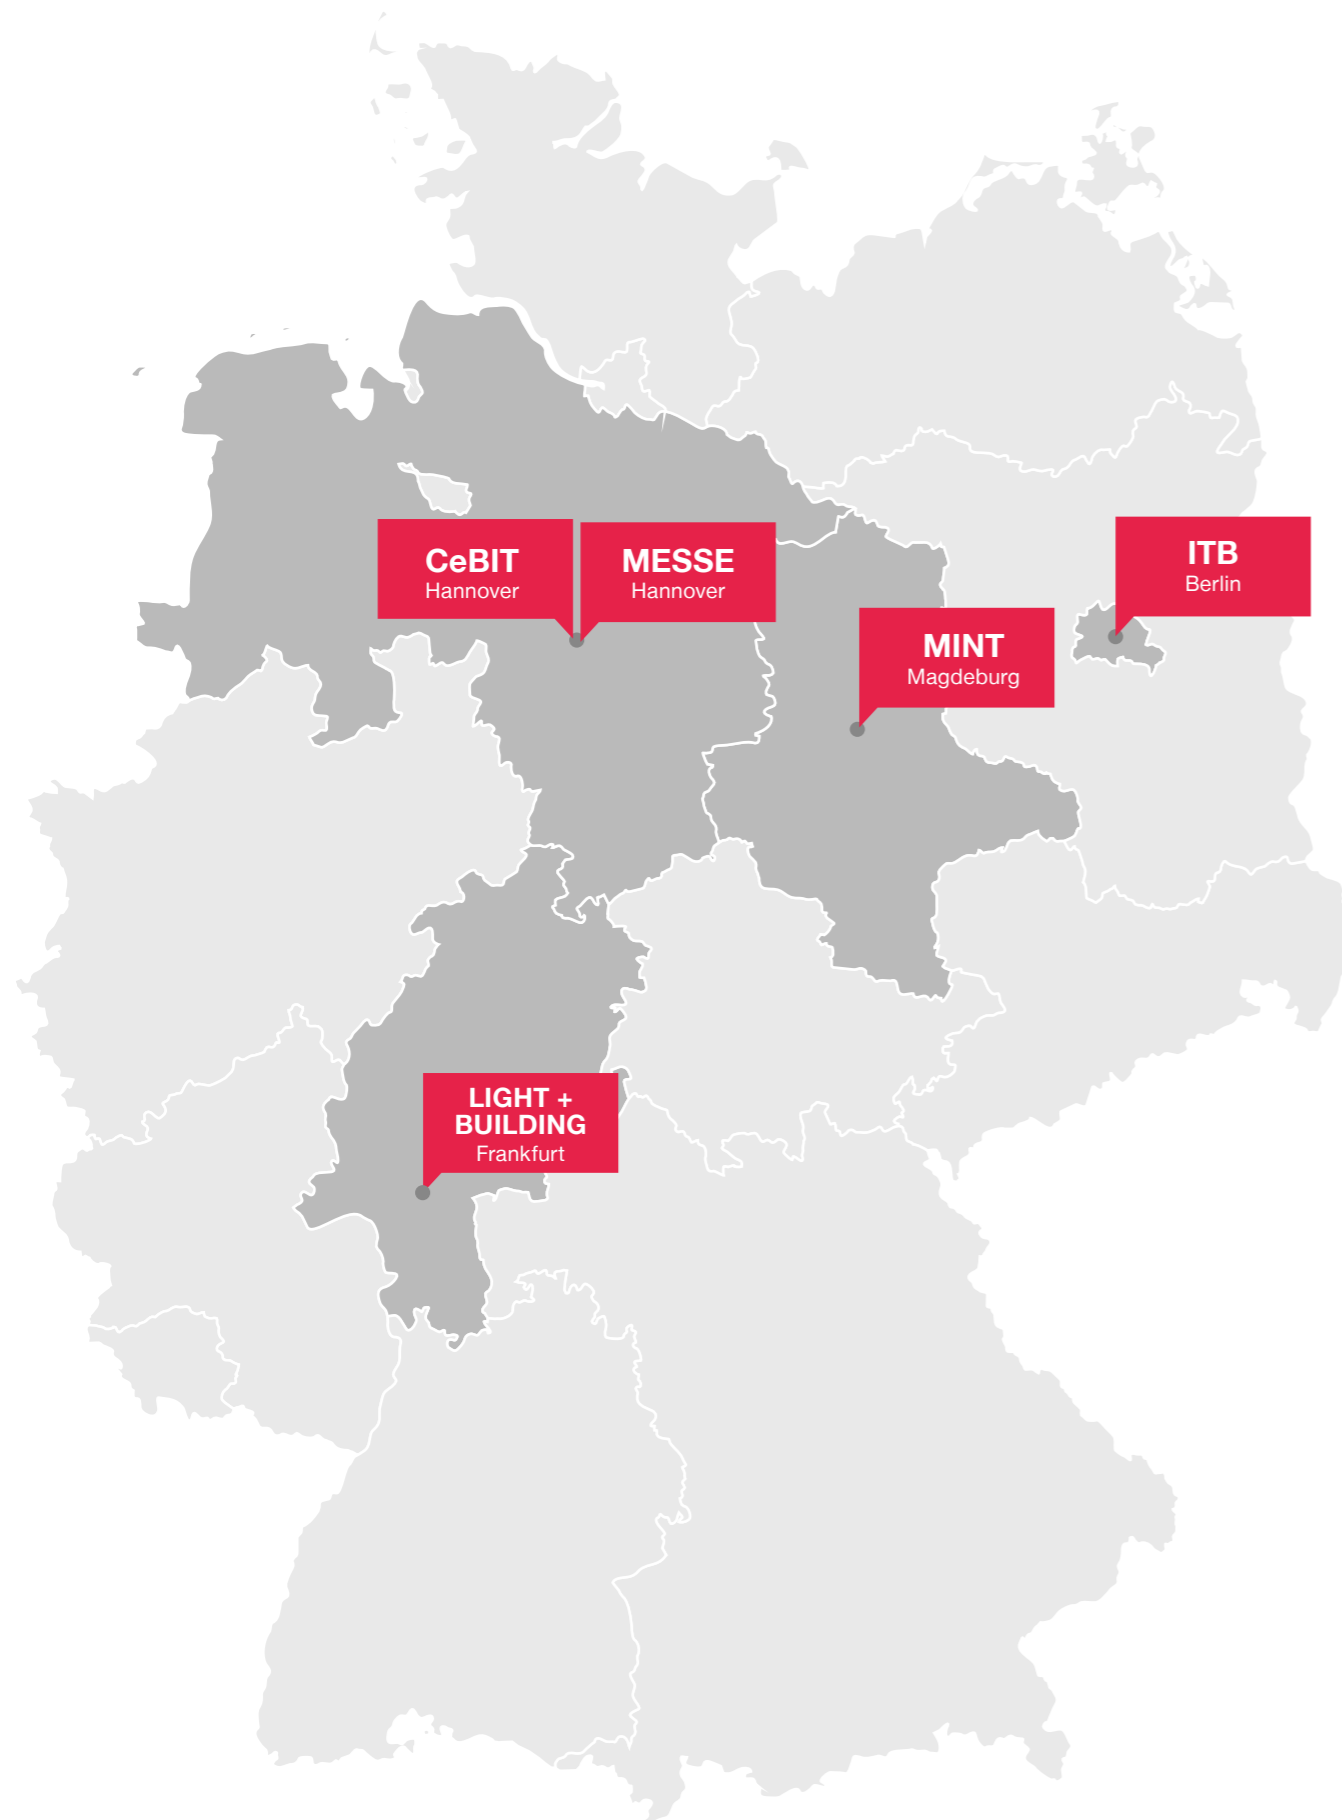 CeBIT
Hannover
MESSE
Hannover
ITB
Berlin
MINT
Magdeburg
LIGHT +
BUILDING
Frankfurt